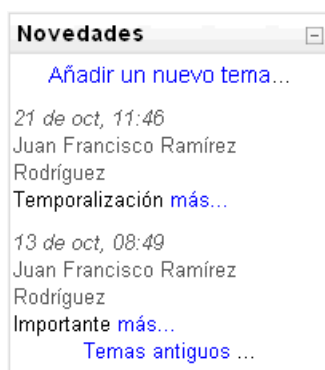 Novedades
Añadir un nuevo tema...
21 de oct, 11:46
Juan Francisco Ramírez
Rodríguez
Temporalización más...
13 de oct, 08:49
Juan Francisco Ramírez
Rodríguez
Importante más...
Temas antiguos ...